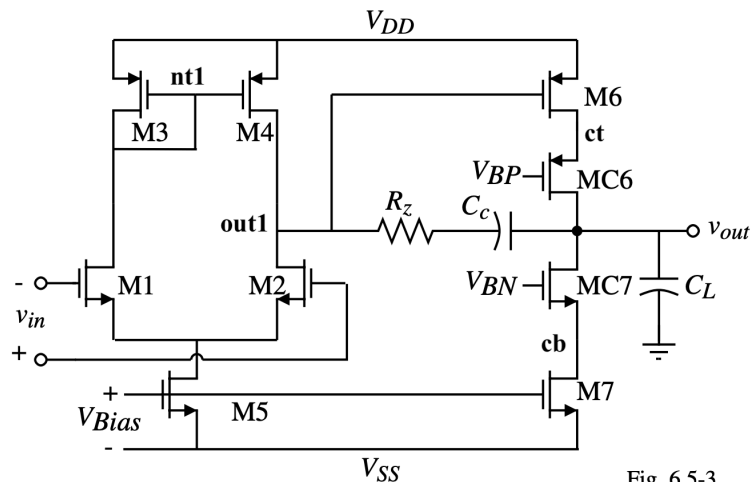 VDD
nt1
M3
M4
M6
ct
VBP
MC6
Rz
Cc
out1
vout
-
M1
M2
VBN
MC7
CL
vin
+
cb
+
M5
M7
VBias
-
VSS
Fig. 6.5-3